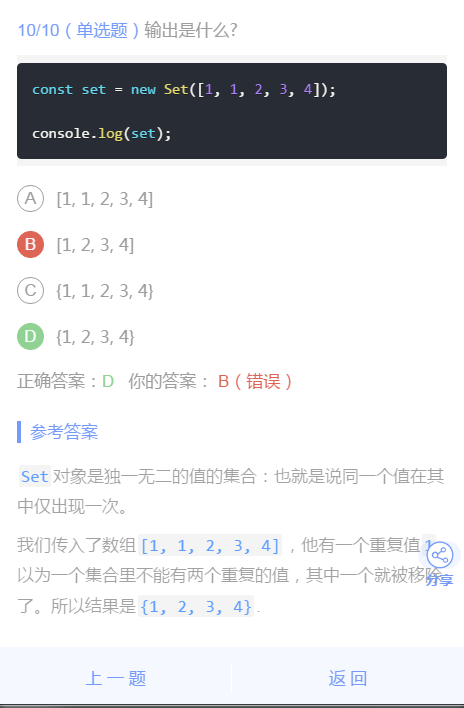 10/10（单选题）输出是什么?
const set = new Set([1, 1, 2, 3, 4]);
console.log(set);
A [1, 1, 2, 3, 4]
B [1, 2, 3, 4]
C {1, 1, 2, 3, 4}
D {1, 2, 3, 4}
正确答案：D 你的答案： B（错误）
参考答案
Set对象是独一无二的值的集合：也就是说同一个值在其
中仅出现一次。
我们传入了数组[1, 1, 2, 3, 4]，他有一个重复值1
以为一个集合里不能有两个重复的值，其中一个就被移除
分享
了。所以结果是{1, 2, 3, 4}.
上一题 返回